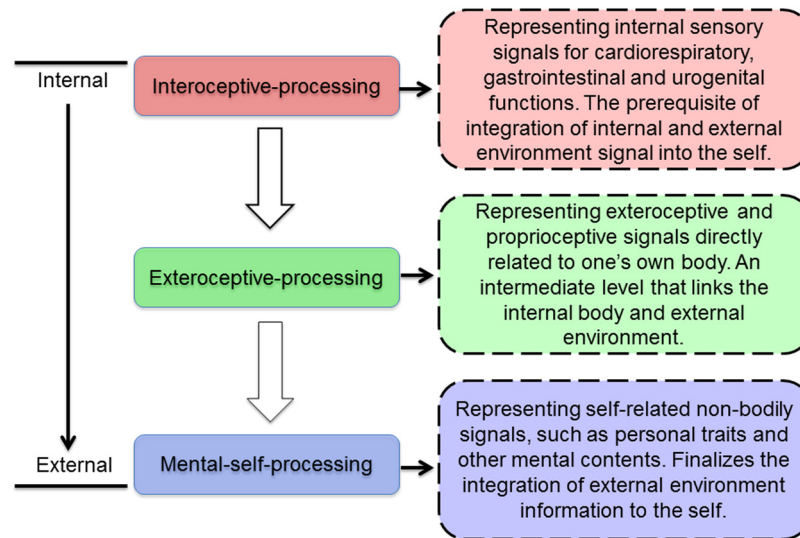 Internal
Interoceptive-processing
Representing internal sensory
signals for cardiorespiratory,
gastrointestinal and urogenital
functions. The prerequisite of
integration of internal and external
environment signal into the self.
Exteroceptive-processing
Representing exteroceptive and
proprioceptive signals directly
related to one's own body. An
intermediate level that links the
internal body and external
environment.
External
Mental-self-processing
Representing self-related non-bodily
signals, such as personal traits and
other mental contents. Finalizes the
integration of external environment
information to the self.